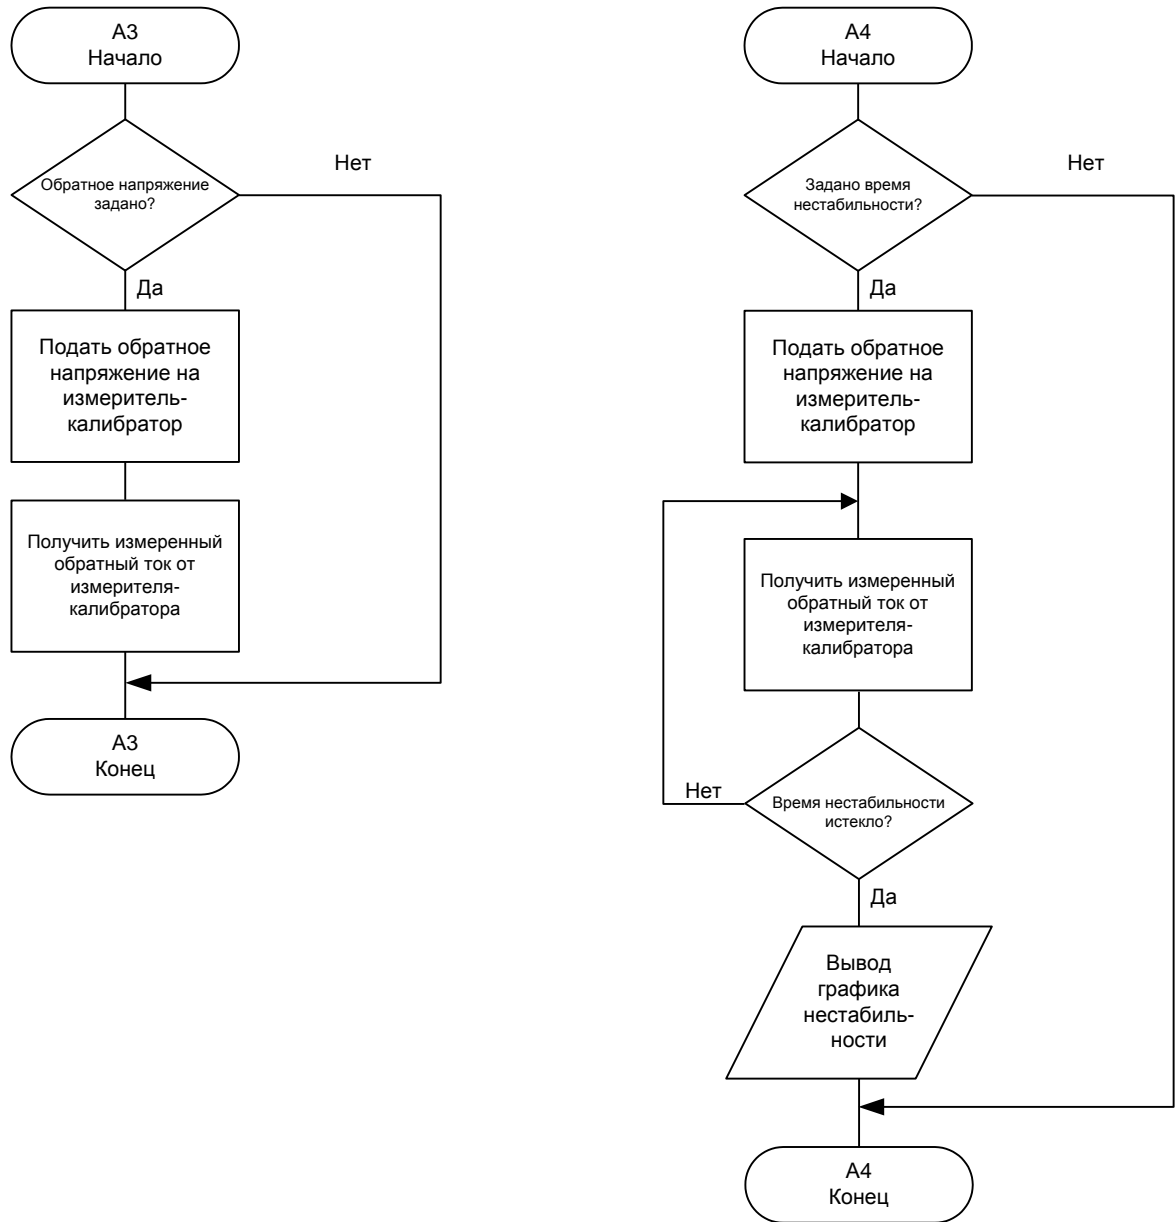 А3
Начало
Обратное напряжение
задано?
Нет
Да
Подать обратное
напряжение на
измеритель-
калибратор
Получить измеренный
обратный ток от
измерителя-
калибратора
А3
Конец
А4
Начало
Задано время
нестабильности?
Нет
Да
Подать обратное
напряжение на
измеритель-
калибратор
Получить измеренный
обратный ток от
измерителя-
калибратора
Нет
Время нестабильности
истекло?
Да
Вывод
графика
нестабиль-
ности
А4
Конец